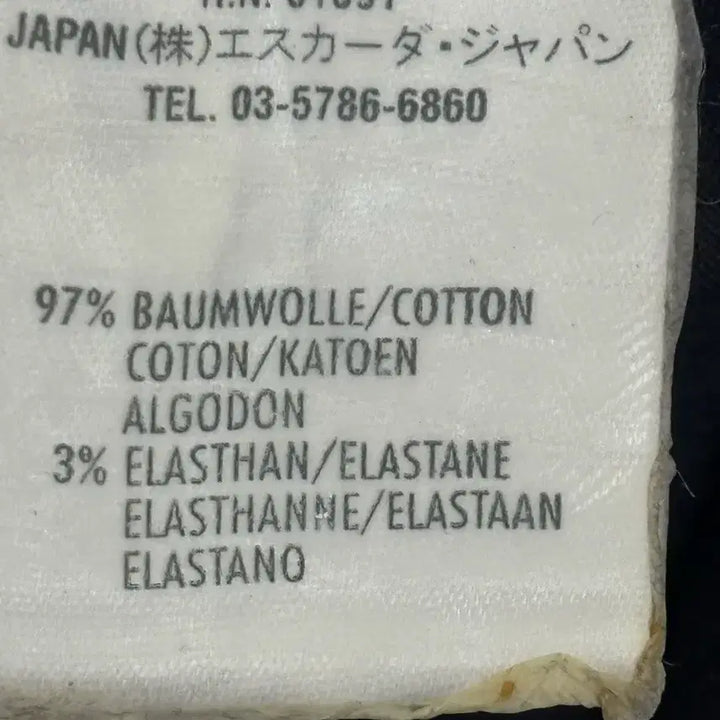 JAPAN(株)エスカーダ・ジャパン
TEL. 03-5786-6860
97% BAUMWOLLE/COTTON
COTON/KATOEN
ALGODON
3% ELASTHAN/ELASTANE
ELASTHANNE/ELASTAAN
ELASTANO